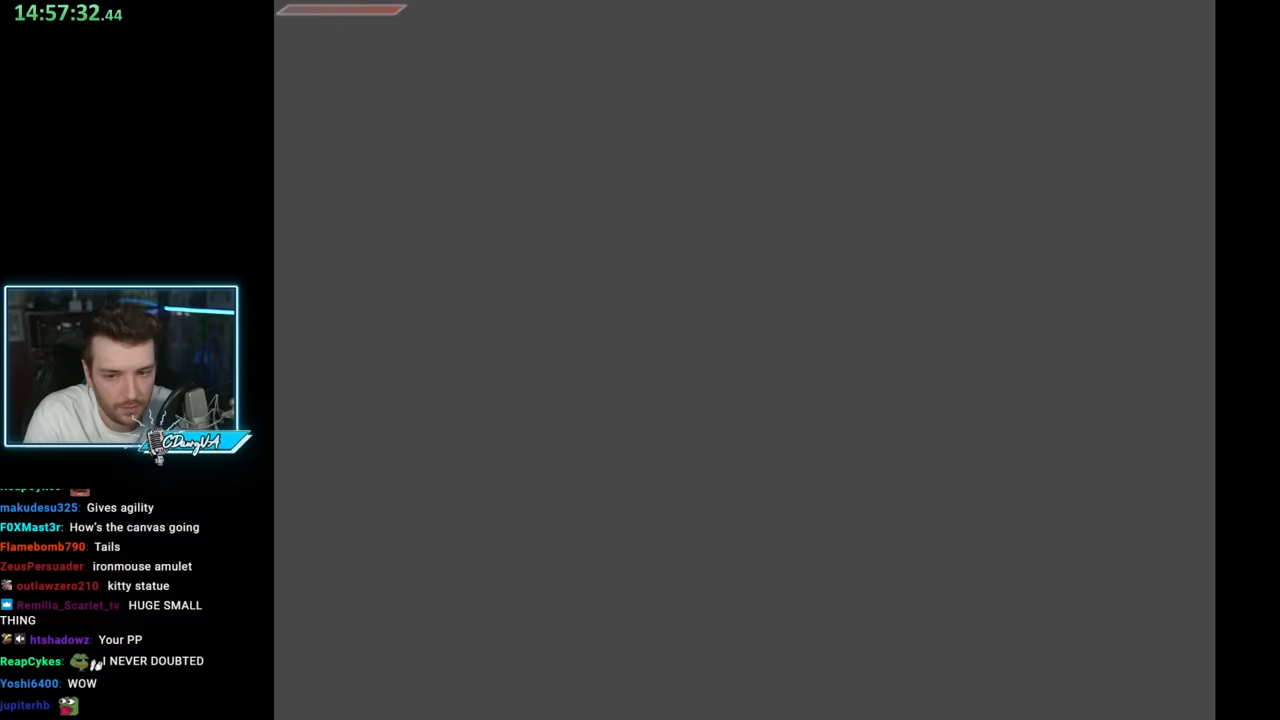 14:57:32.44
CDawgVA
makudesu325: Gives agility
F0XMast3r: How's the canvas going
Flamebomb790: Tails
ZeusPersuader: ironmouse amulet
outlawzero210: kitty statue
Remilia_Scarlet_tv: HUGE SMALL
THING
htshadowz: Your PP
ReapCykes: I NEVER DOUBTED
Yoshi6400: WOW
jupiterhb: